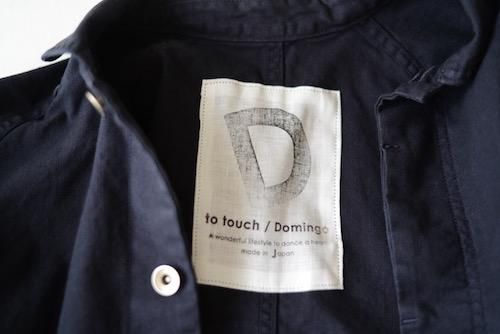 D
to touch / Domingo
A wonderful lifestyle to dance a heart
made in Japan